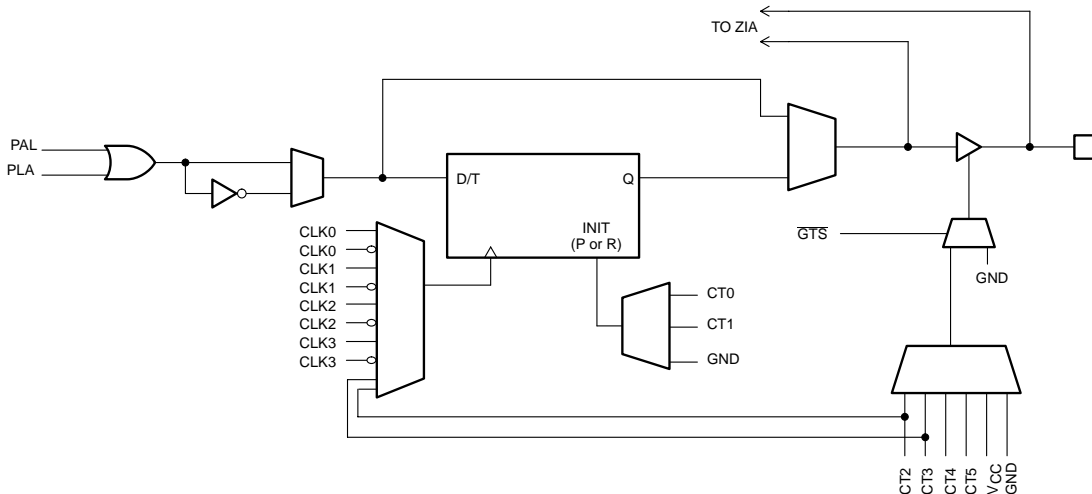 TO ZIA
PAL
PLA
D/T
Q
INIT
(P or R)
CLK0
CLK0
CLK1
CLK1
CLK2
CLK2
CLK3
CLK3
CT0
CT1
GND
GTS
GND
CT2
CT3
CT4
CT5
VCC
GND